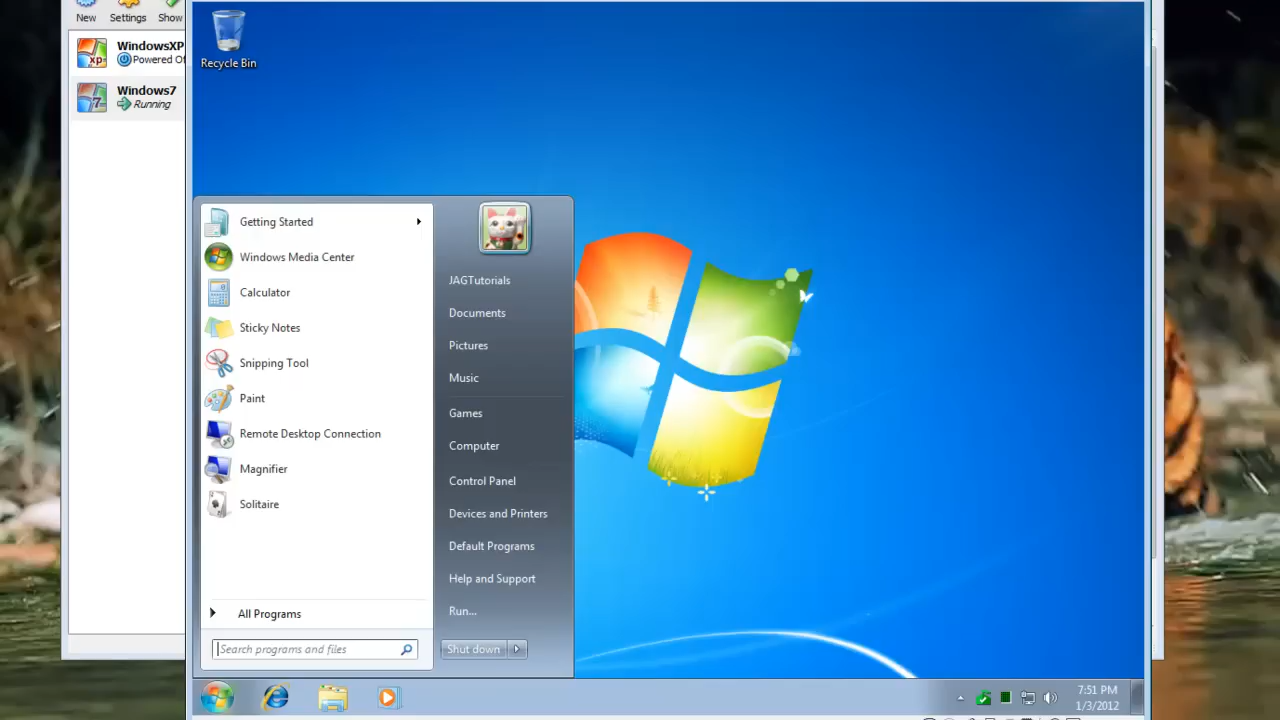 New Settings Show
WindowsXP
Powered Of
Windows7
Running
Recycle Bin
Getting Started
Windows Media Center
Calculator
Sticky Notes
Snipping Tool
Paint
Remote Desktop Connection
Magnifier
Solitaire
All Programs
Search programs and files
JAGTutorials
Documents
Pictures
Music
Games
Computer
Control Panel
Devices and Printers
Default Programs
Help and Support
Run...
Shut down
7:51 PM
1/3/2012